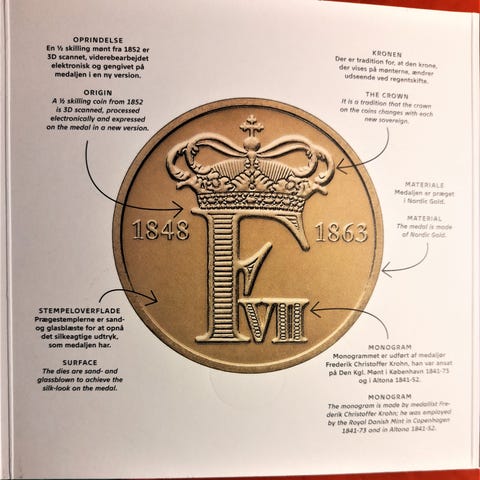 OPRINDELSE
En ½ skilling mønt fra 1852 er
3D scannet, viderebearbejdet
elektronisk og gengivet på
medaljen i en ny version.
ORIGIN
A ½ skilling coin from 1852
is 3D scanned, processed
electronically and expressed
on the medal in a new version.
KRONEN
Der er tradition for, at den krone,
der vises på mønterne, ændrer
udseende ved regentskifte.
THE CROWN
It is a tradition that the crown
on the coins changes with each
new sovereign.
MATERIALE
Medaljen er præget
i Nordic Gold.
MATERIAL
The medal is made
of Nordic Gold.
1848
1863
F
VII
STEMPELOVERFLADE
Prægestemplerne er sand-
og glasblæste for at opnå
det silkeagtige udtryk,
som medaljen har.
SURFACE
The dies are sand- and
glassblown to achieve the
silk-look on the medal.
MONOGRAM
Monogrammet er udført af medaljør
Frederik Christoffer Krohn, han var ansat
på Den Kgl. Mønt i København 1841-73
og i Altona 1841-52.
MONOGRAM
The monogram is made by medallist Fre-
derik Christoffer Krohn; he was employed
by the Royal Danish Mint in Copenhagen
1841-73 and in Altona 1841-52.